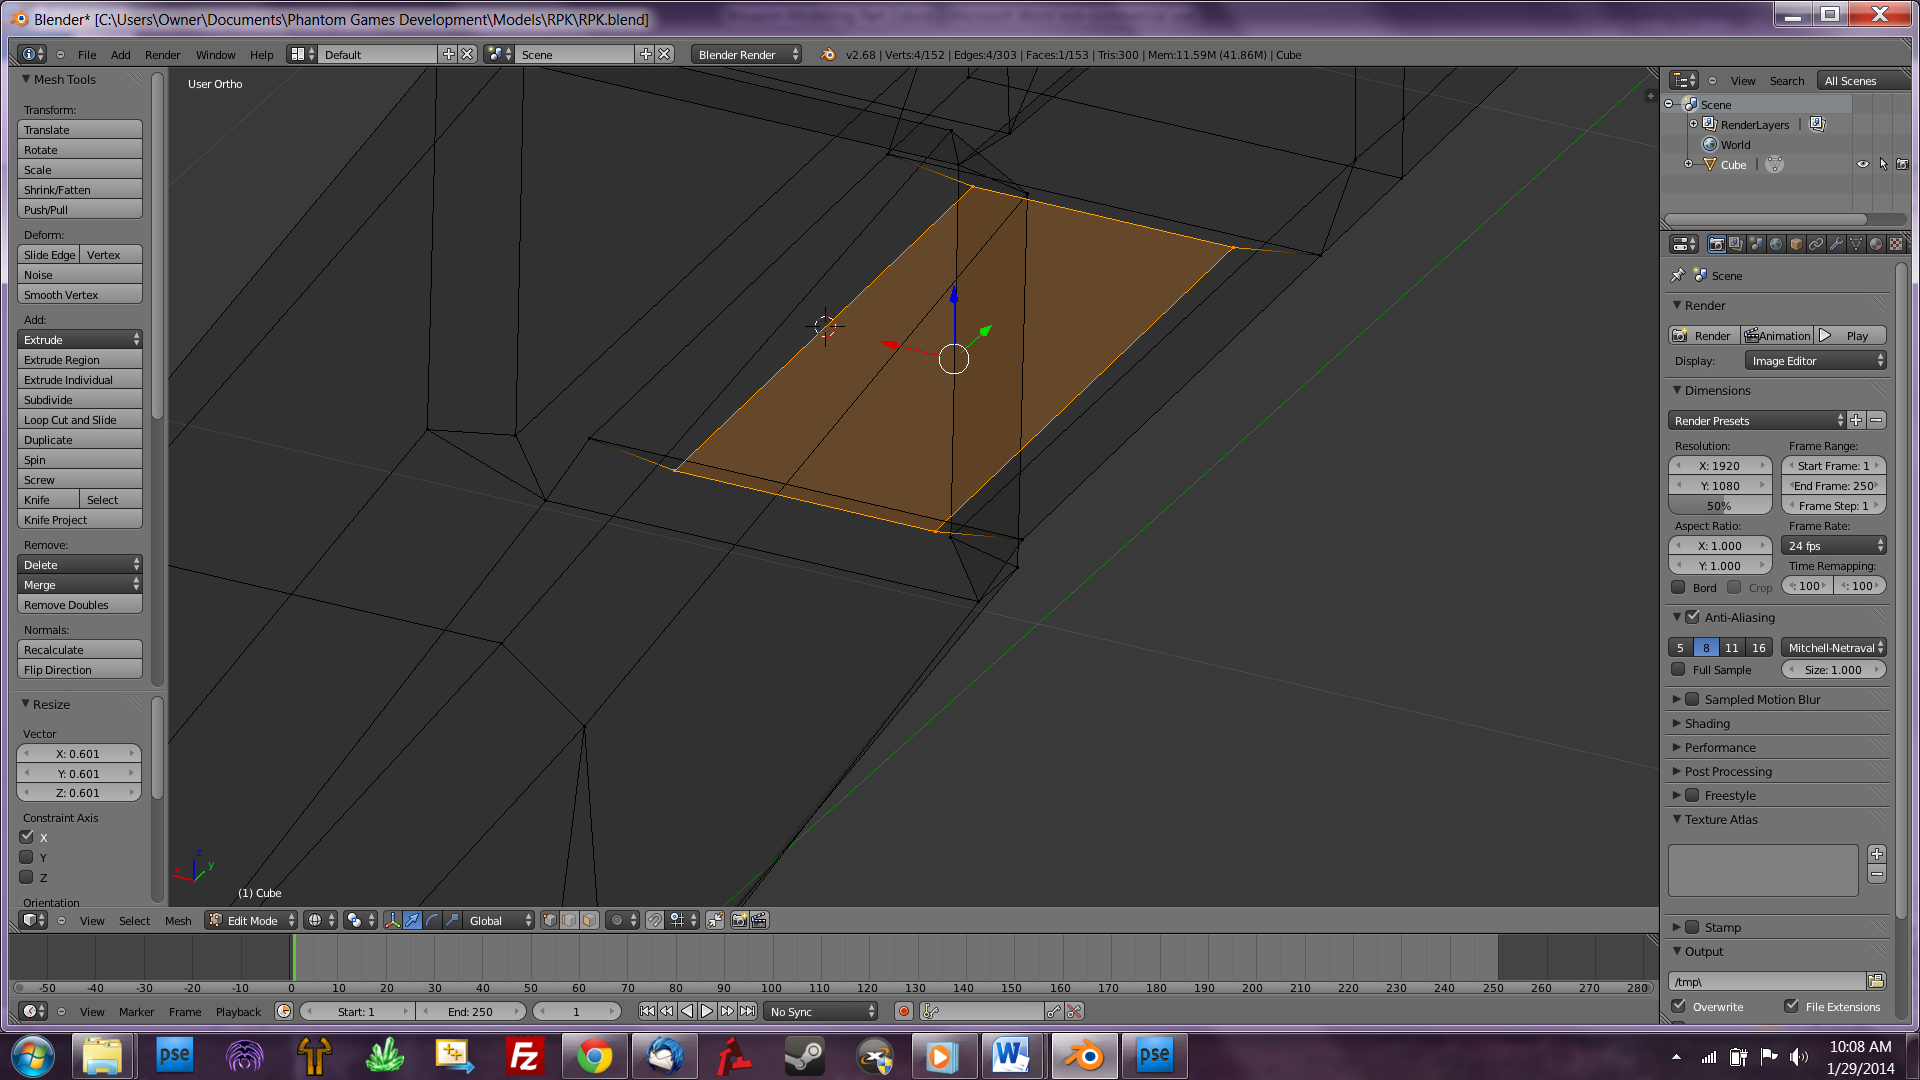 Blender* [C:\Users\Owner\Documents\Phantom Games Development\Models\RPK\RPK.blend]
File Add Render Window Help Default Scene Blender Render v2.68 | Verts:4/152 | Edges:4/303 | Faces:1/153 | Tris:300 | Mem:11.59M (41.86M) | Cube
Mesh Tools
Transform:
Translate
Rotate
Scale
Shrink/Fatten
Push/Pull
Deform:
Slide Edge Vertex
Noise
Smooth Vertex
Add:
Extrude
Extrude Region
Extrude Individual
Subdivide
Loop Cut and Slide
Duplicate
Spin
Screw
Knife Select
Knife Project
Remove:
Delete
Merge
Remove Doubles
Normals:
Recalculate
Flip Direction
Resize
Vector
X: 0.601
Y: 0.601
Z: 0.601
Constraint Axis
X
Y
Z
Orientation
User Ortho
z
y
x
(1) Cube
View Search All Scenes
Scene
RenderLayers |
World
Cube |
Scene
Render
Render Animation Play
Display: Image Editor
Dimensions
Render Presets
Resolution: Frame Range:
X: 1920 Start Frame: 1
Y: 1080 End Frame: 250
50% Frame Step: 1
Aspect Ratio: Frame Rate:
X: 1.000 24 fps
Y: 1.000 Time Remapping:
Bord Crop : 100 : 100
Anti-Aliasing
5 8 11 16 Mitchell-Netraval
Full Sample Size: 1.000
Sampled Motion Blur
Shading
Performance
Post Processing
Freestyle
Texture Atlas
Stamp
Output
/tmp\
Overwrite File Extensions
View Select Mesh Edit Mode Global
-50 -40 -30 -20 -10 0 10 20 30 40 50 60 70 80 90 100 110 120 130 140 150 160 170 180 190 200 210 220 230 240 250 260 270 280
View Marker Frame Playback Start: 1 End: 250 1 No Sync
pse Fz W pse
10:08 AM
1/29/2014